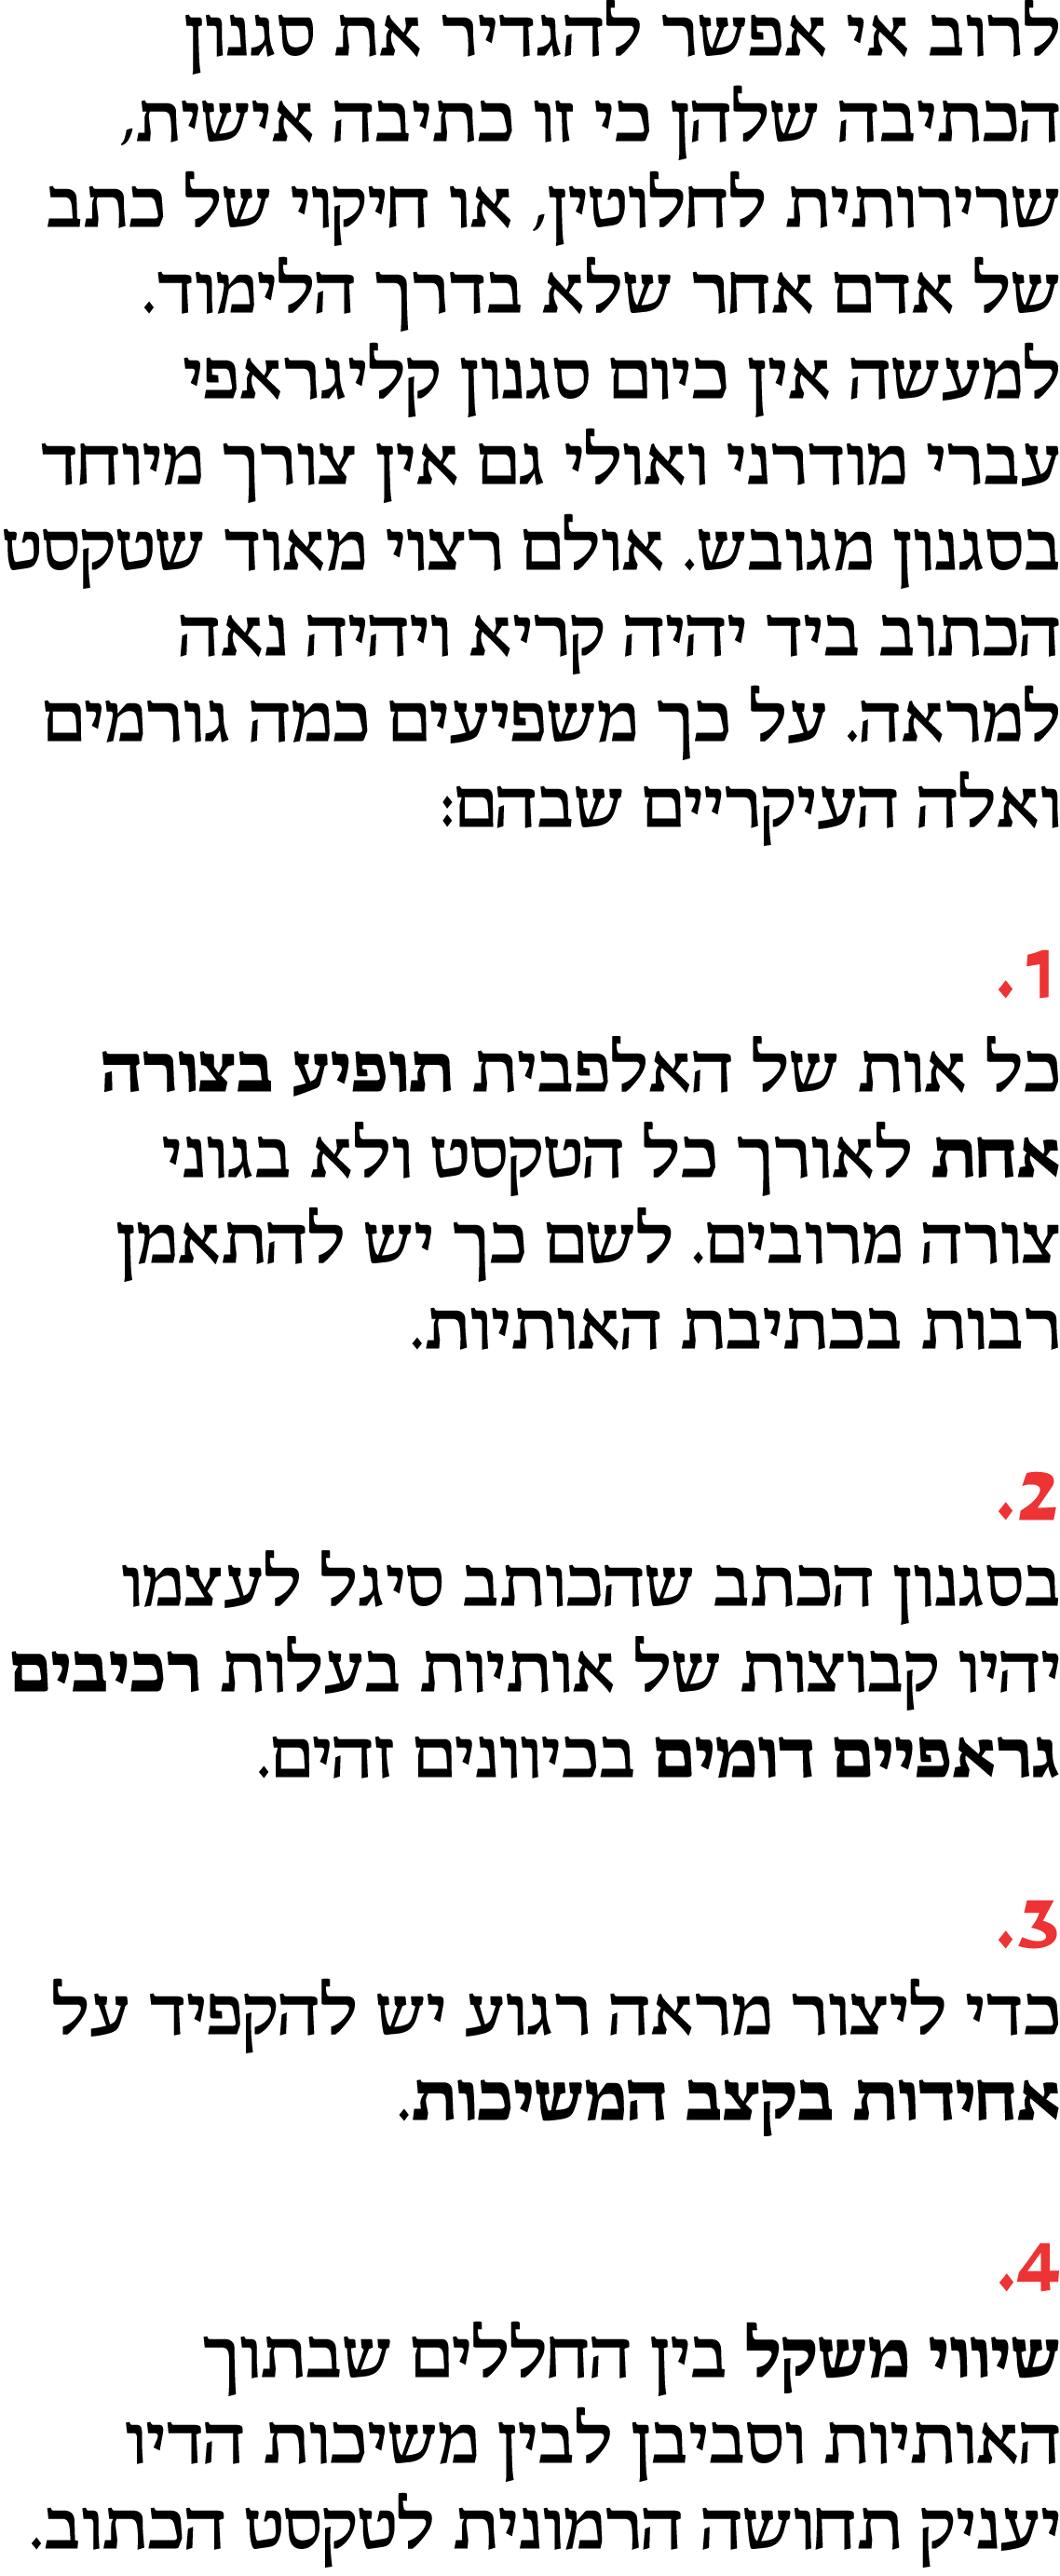 לרוב אי אפשר להגדיר את סגנון
הכתיבה שלהן כי זו כתיבה אישית,
שרירותית לחלוטין, או חיקוי של כתב
של אדם אחר שלא בדרך הלימוד.
למעשה אין כיום סגנון קליגראפי
עברי מודרני ואולי גם אין צורך מיוחד
בסגנון מגובש. אולם רצוי מאוד שטקסט
הכתוב ביד יהיה קריא ויהיה נאה
למראה. על כך משפיעים כמה גורמים
ואלה העיקריים שבהם:
1.
כל אות של האלפבית תופיע בצורה
אחת לאורך כל הטקסט ולא בגוני
צורה מרובים. לשם כך יש להתאמן
רבות בכתיבת האותיות.
2.
בסגנון הכתב שהכותב סיגל לעצמו
יהיו קבוצות של אותיות בעלות רכיבים
גראפיים דומים בכיוונים זהים.
3.
כדי ליצור מראה רגוע יש להקפיד על
אחידות בקצב המשיכות.
4.
שיווי משקל בין החללים שבתוך
האותיות וסביבן לבין משיכות הדיו
יעניק תחושה הרמונית לטקסט הכתוב.